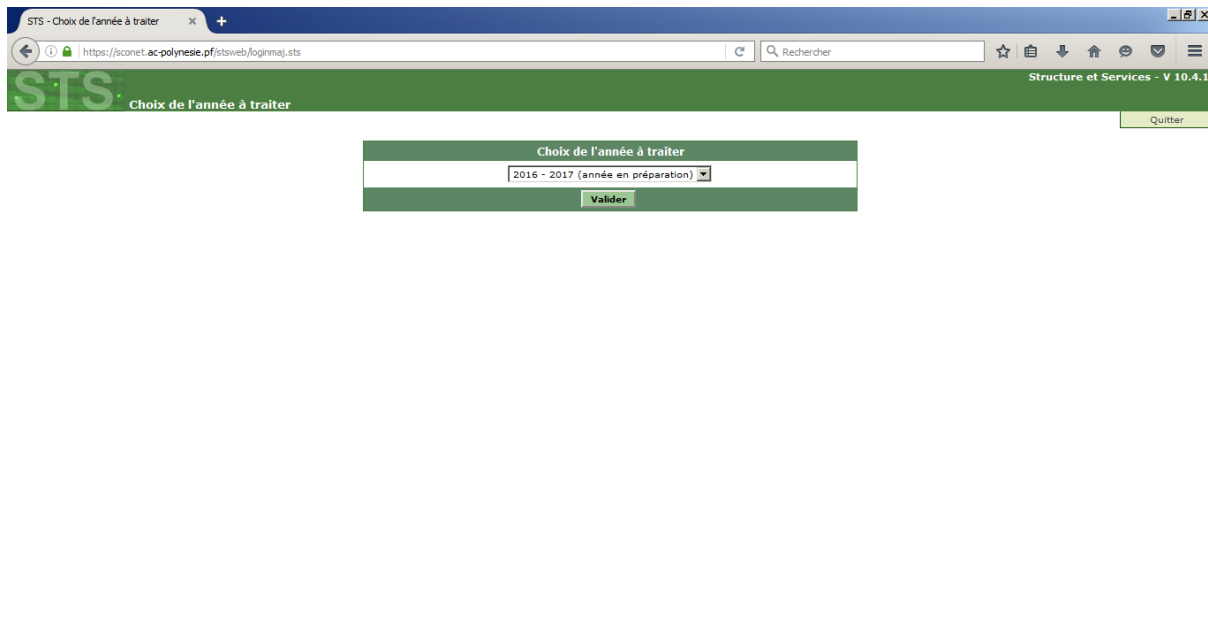 STS - Choix de l'année à traiter
https://sconet.ac-polynesie.pf/stsweb/loginmaj.sts
Rechercher
STS
Choix de l'année à traiter
Structure et Services - V 10.4.1
Quitter
Choix de l'année à traiter
2016 - 2017 (année en préparation)
Valider